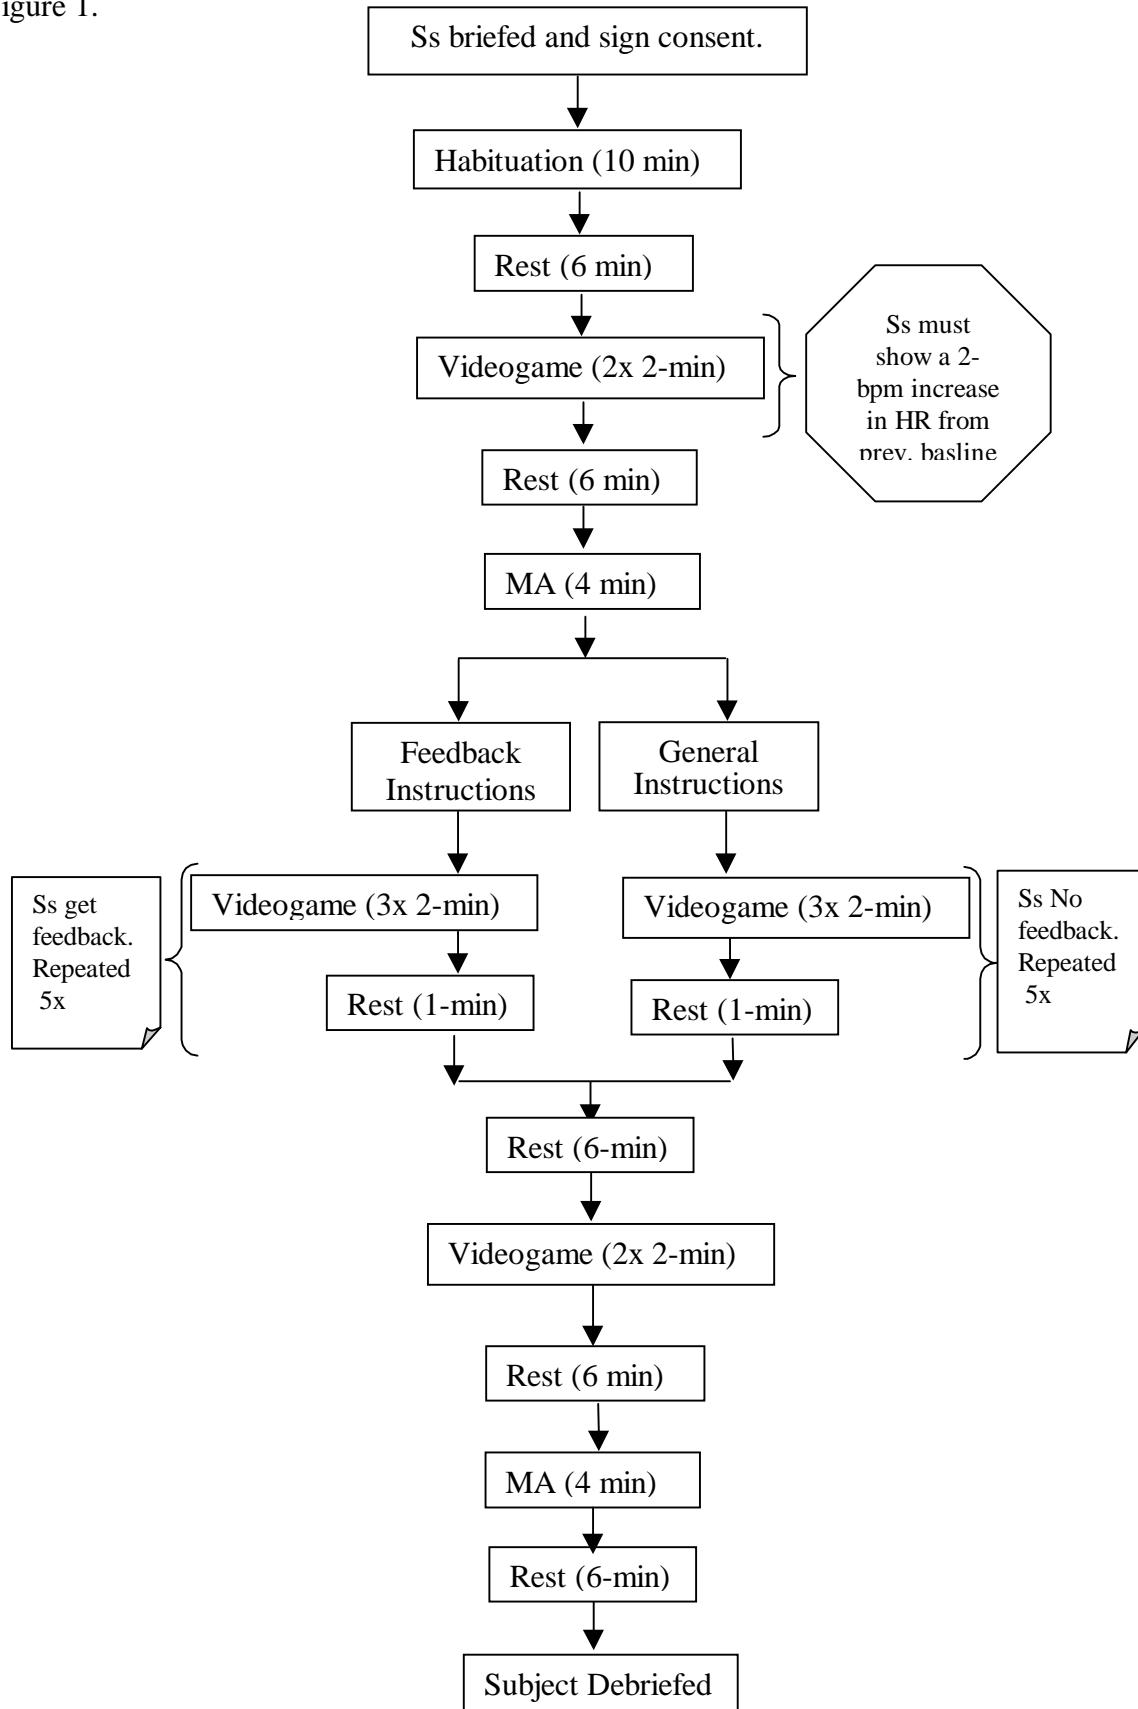 igure 1.
Ss briefed and sign consent.
Habituation (10 min)
Rest (6 min)
Videogame (2x 2-min)
Ss must
show a 2-
bpm increase
in HR from
prev. basline
Rest (6 min)
MA (4 min)
Feedback
Instructions
General
Instructions
Ss get
feedback.
Repeated
5x
Videogame (3x 2-min)
Videogame (3x 2-min)
Ss No
feedback.
Repeated
5x
Rest (1-min)
Rest (1-min)
Rest (6-min)
Videogame (2x 2-min)
Rest (6 min)
MA (4 min)
Rest (6-min)
Subject Debriefed